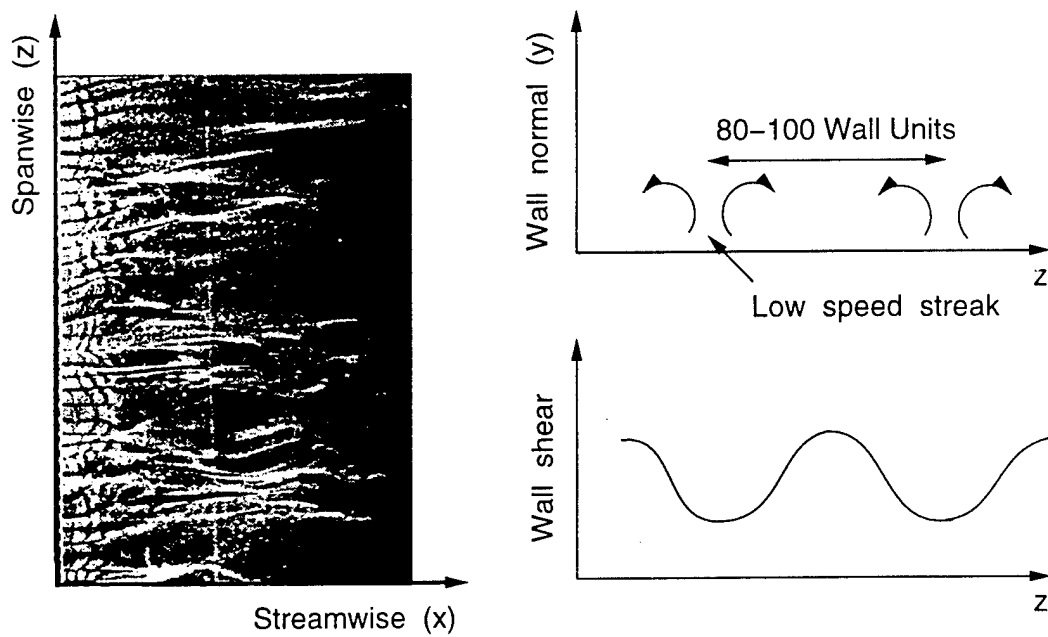 Spanwise (z)
Streamwise (x)
Wall normal (y)
80–100 Wall Units
Low speed streak
z
Wall shear
z